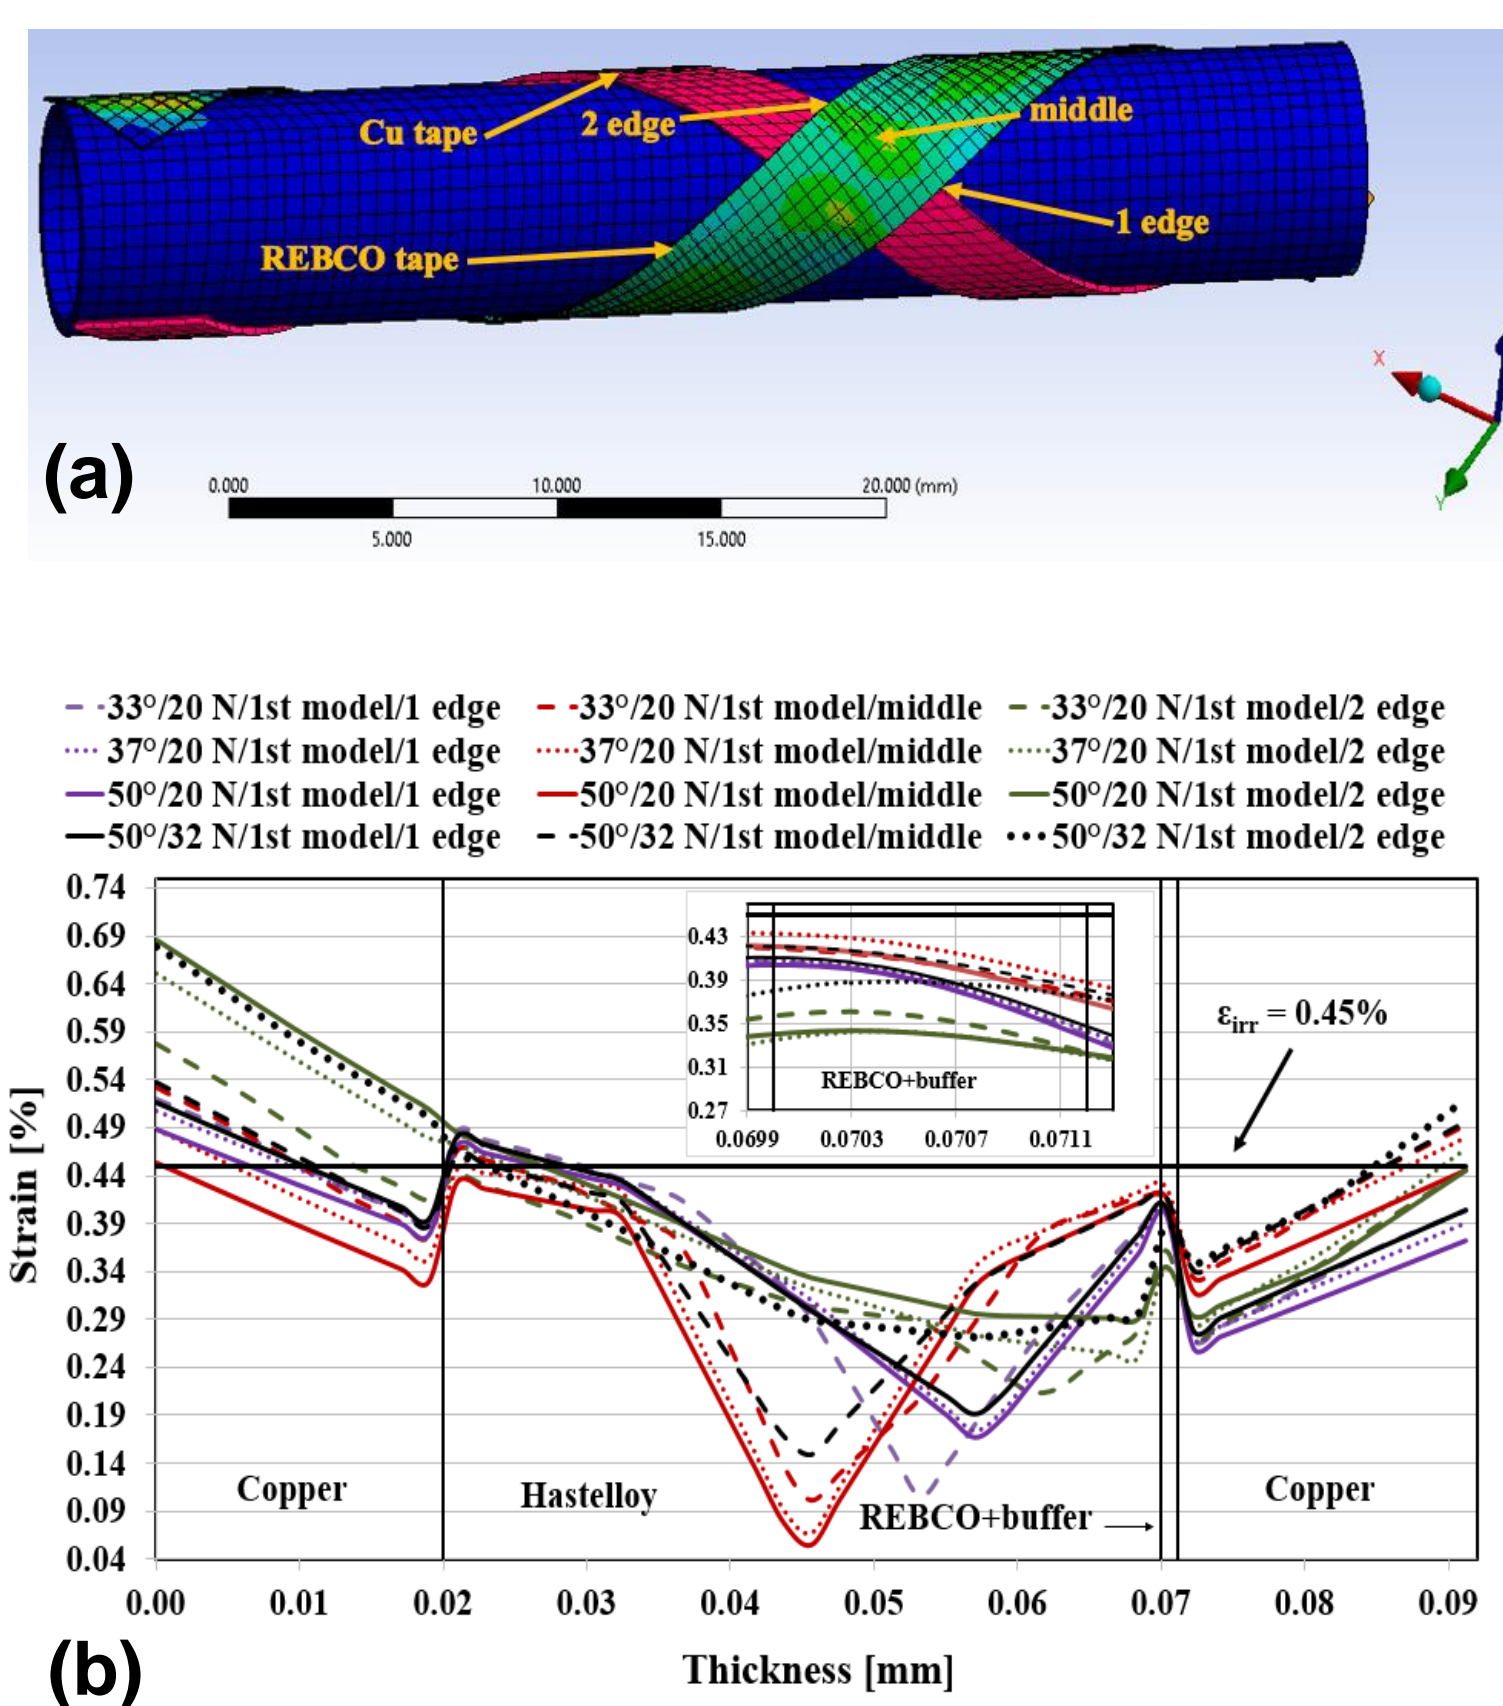 Cu tape
2 edge
middle
1 edge
REBCO tape
X
Y
(a)
0.000 10.000 20.000 (mm)
5.000 15.000
33°/20 N/1st model/1 edge 33°/20 N/1st model/middle 33°/20 N/1st model/2 edge
37°/20 N/1st model/1 edge 37°/20 N/1st model/middle 37°/20 N/1st model/2 edge
50°/20 N/1st model/1 edge 50°/20 N/1st model/middle 50°/20 N/1st model/2 edge
50°/32 N/1st model/1 edge 50°/32 N/1st model/middle 50°/32 N/1st model/2 edge
Strain [%]
0.74
0.69
0.64
0.59
0.54
0.49
0.44
0.39
0.34
0.29
0.24
0.19
0.14
0.09
0.04
0.43
0.39
0.35
0.31
0.27
REBCO+buffer
0.0699 0.0703 0.0707 0.0711
εirr = 0.45%
Copper
Hastelloy
REBCO+buffer
Copper
0.00 0.01 0.02 0.03 0.04 0.05 0.06 0.07 0.08 0.09
Thickness [mm]
(b)